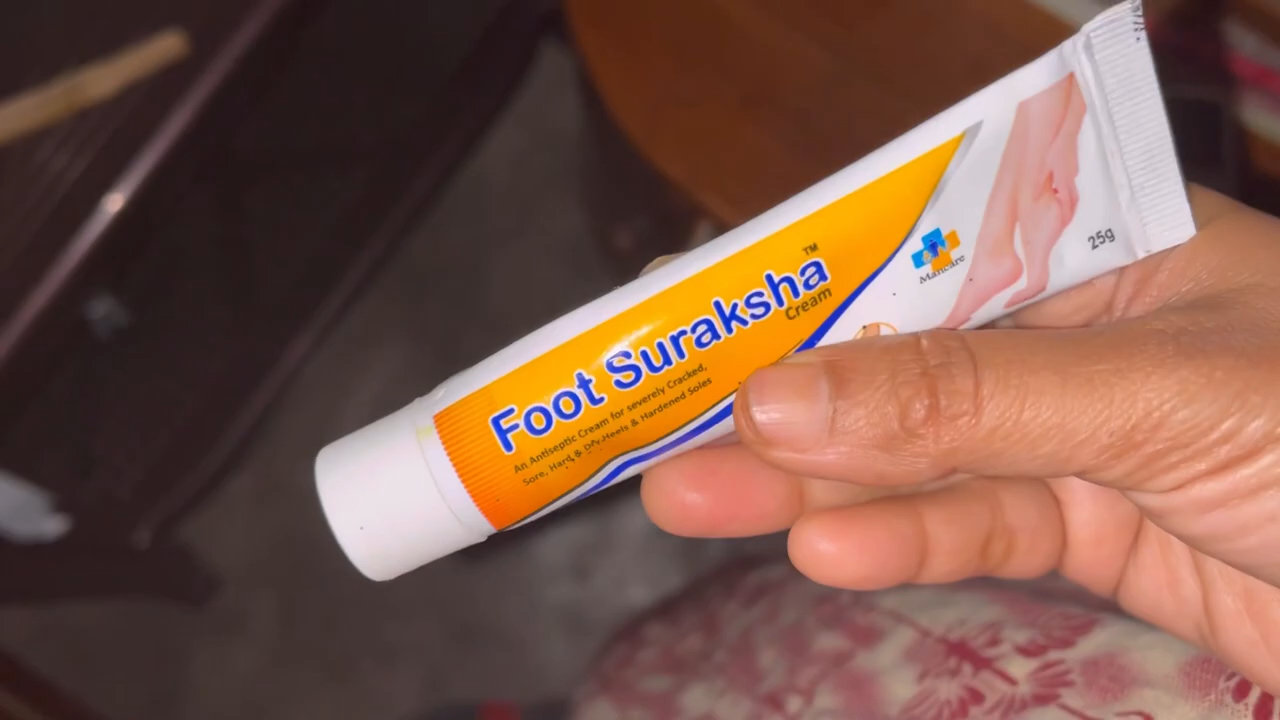 Foot Suraksha™
Cream
An Antiseptic Cream for severely Cracked,
Sore, Hard & Dry Heels & Hardened Soles
Mancare
25g